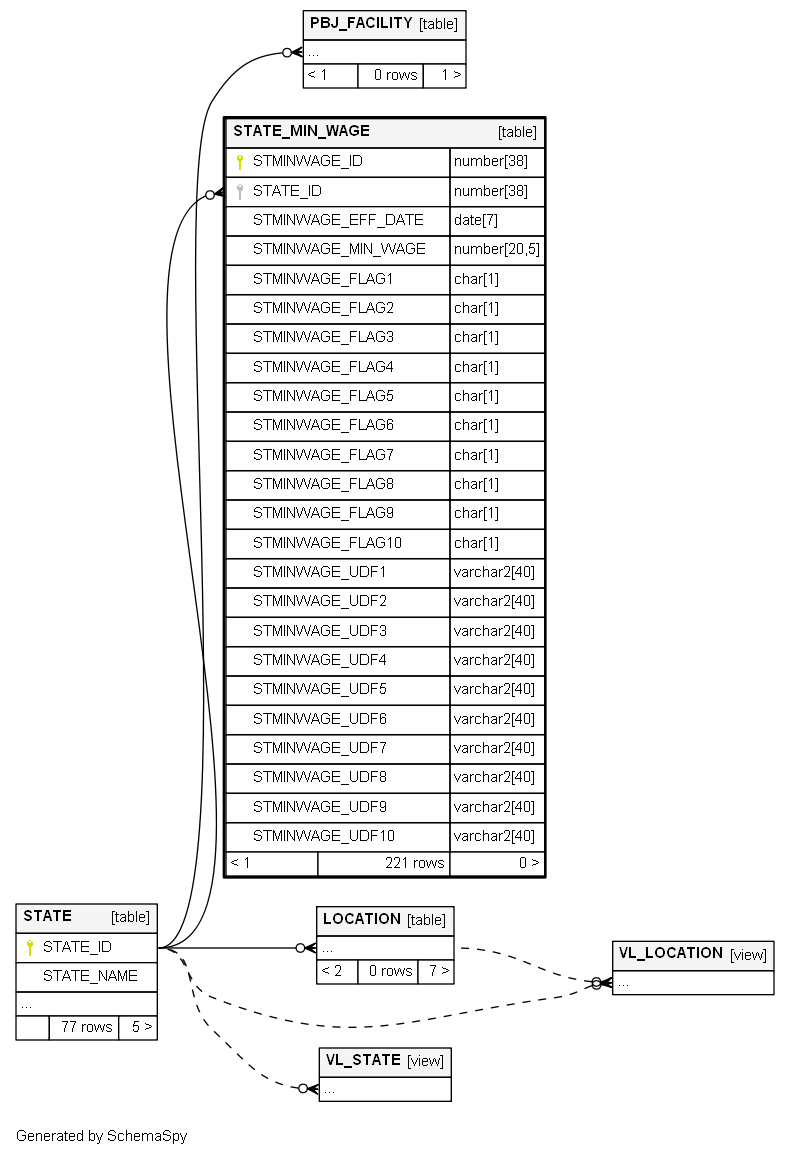 PBJ_FACILITY [table]
...
< 1 0 rows 1 >
STATE_MIN_WAGE [table]
STMINWAGE_ID number[38]
STATE_ID number[38]
STMINWAGE_EFF_DATE date[7]
STMINWAGE_MIN_WAGE number[20,5]
STMINWAGE_FLAG1 char[1]
STMINWAGE_FLAG2 char[1]
STMINWAGE_FLAG3 char[1]
STMINWAGE_FLAG4 char[1]
STMINWAGE_FLAG5 char[1]
STMINWAGE_FLAG6 char[1]
STMINWAGE_FLAG7 char[1]
STMINWAGE_FLAG8 char[1]
STMINWAGE_FLAG9 char[1]
STMINWAGE_FLAG10 char[1]
STMINWAGE_UDF1 varchar2[40]
STMINWAGE_UDF2 varchar2[40]
STMINWAGE_UDF3 varchar2[40]
STMINWAGE_UDF4 varchar2[40]
STMINWAGE_UDF5 varchar2[40]
STMINWAGE_UDF6 varchar2[40]
STMINWAGE_UDF7 varchar2[40]
STMINWAGE_UDF8 varchar2[40]
STMINWAGE_UDF9 varchar2[40]
STMINWAGE_UDF10 varchar2[40]
< 1 221 rows 0 >
STATE [table]
STATE_ID
STATE_NAME
...
77 rows 5 >
LOCATION [table]
...
< 2 0 rows 7 >
VL_LOCATION [view]
...
VL_STATE [view]
...
Generated by SchemaSpy